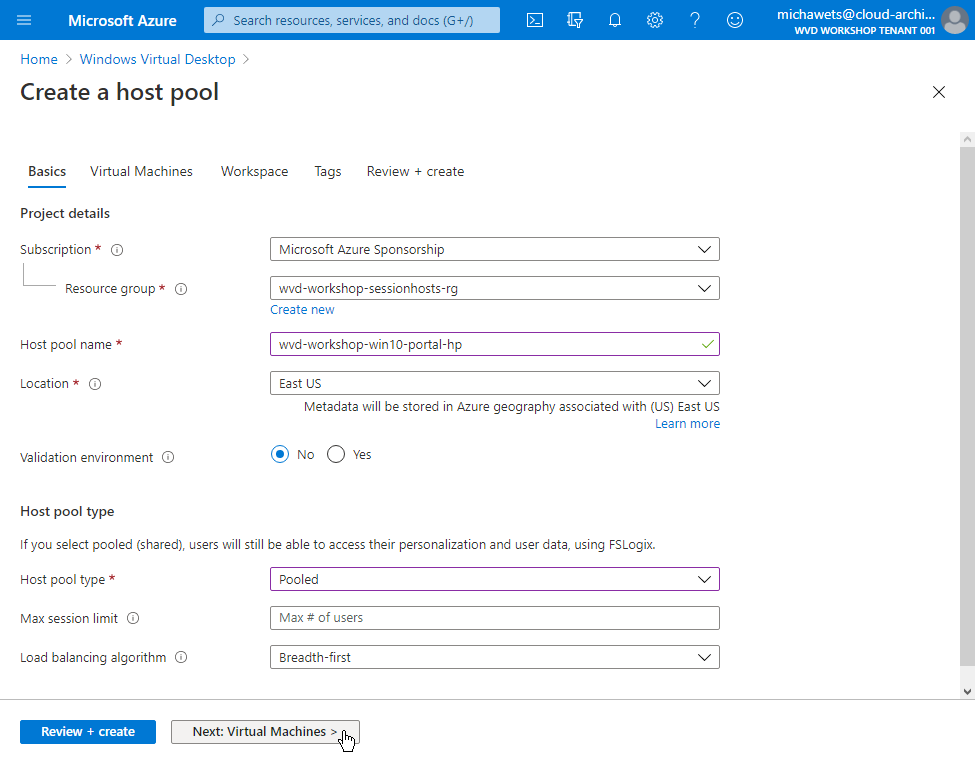 Microsoft Azure
Search resources, services, and docs (G+/)
michawets@cloud-archi...
WVD WORKSHOP TENANT 001
Home > Windows Virtual Desktop >
Create a host pool
Basics Virtual Machines Workspace Tags Review + create
Project details
Subscription * Microsoft Azure Sponsorship
Resource group * wvd-workshop-sessionhosts-rg
Create new
Host pool name * wvd-workshop-win10-portal-hp
Location * East US
Metadata will be stored in Azure geography associated with (US) East US
Learn more
Validation environment No Yes
Host pool type
If you select pooled (shared), users will still be able to access their personalization and user data, using FSLogix.
Host pool type * Pooled
Max session limit Max # of users
Load balancing algorithm Breadth-first
Review + create Next: Virtual Machines >